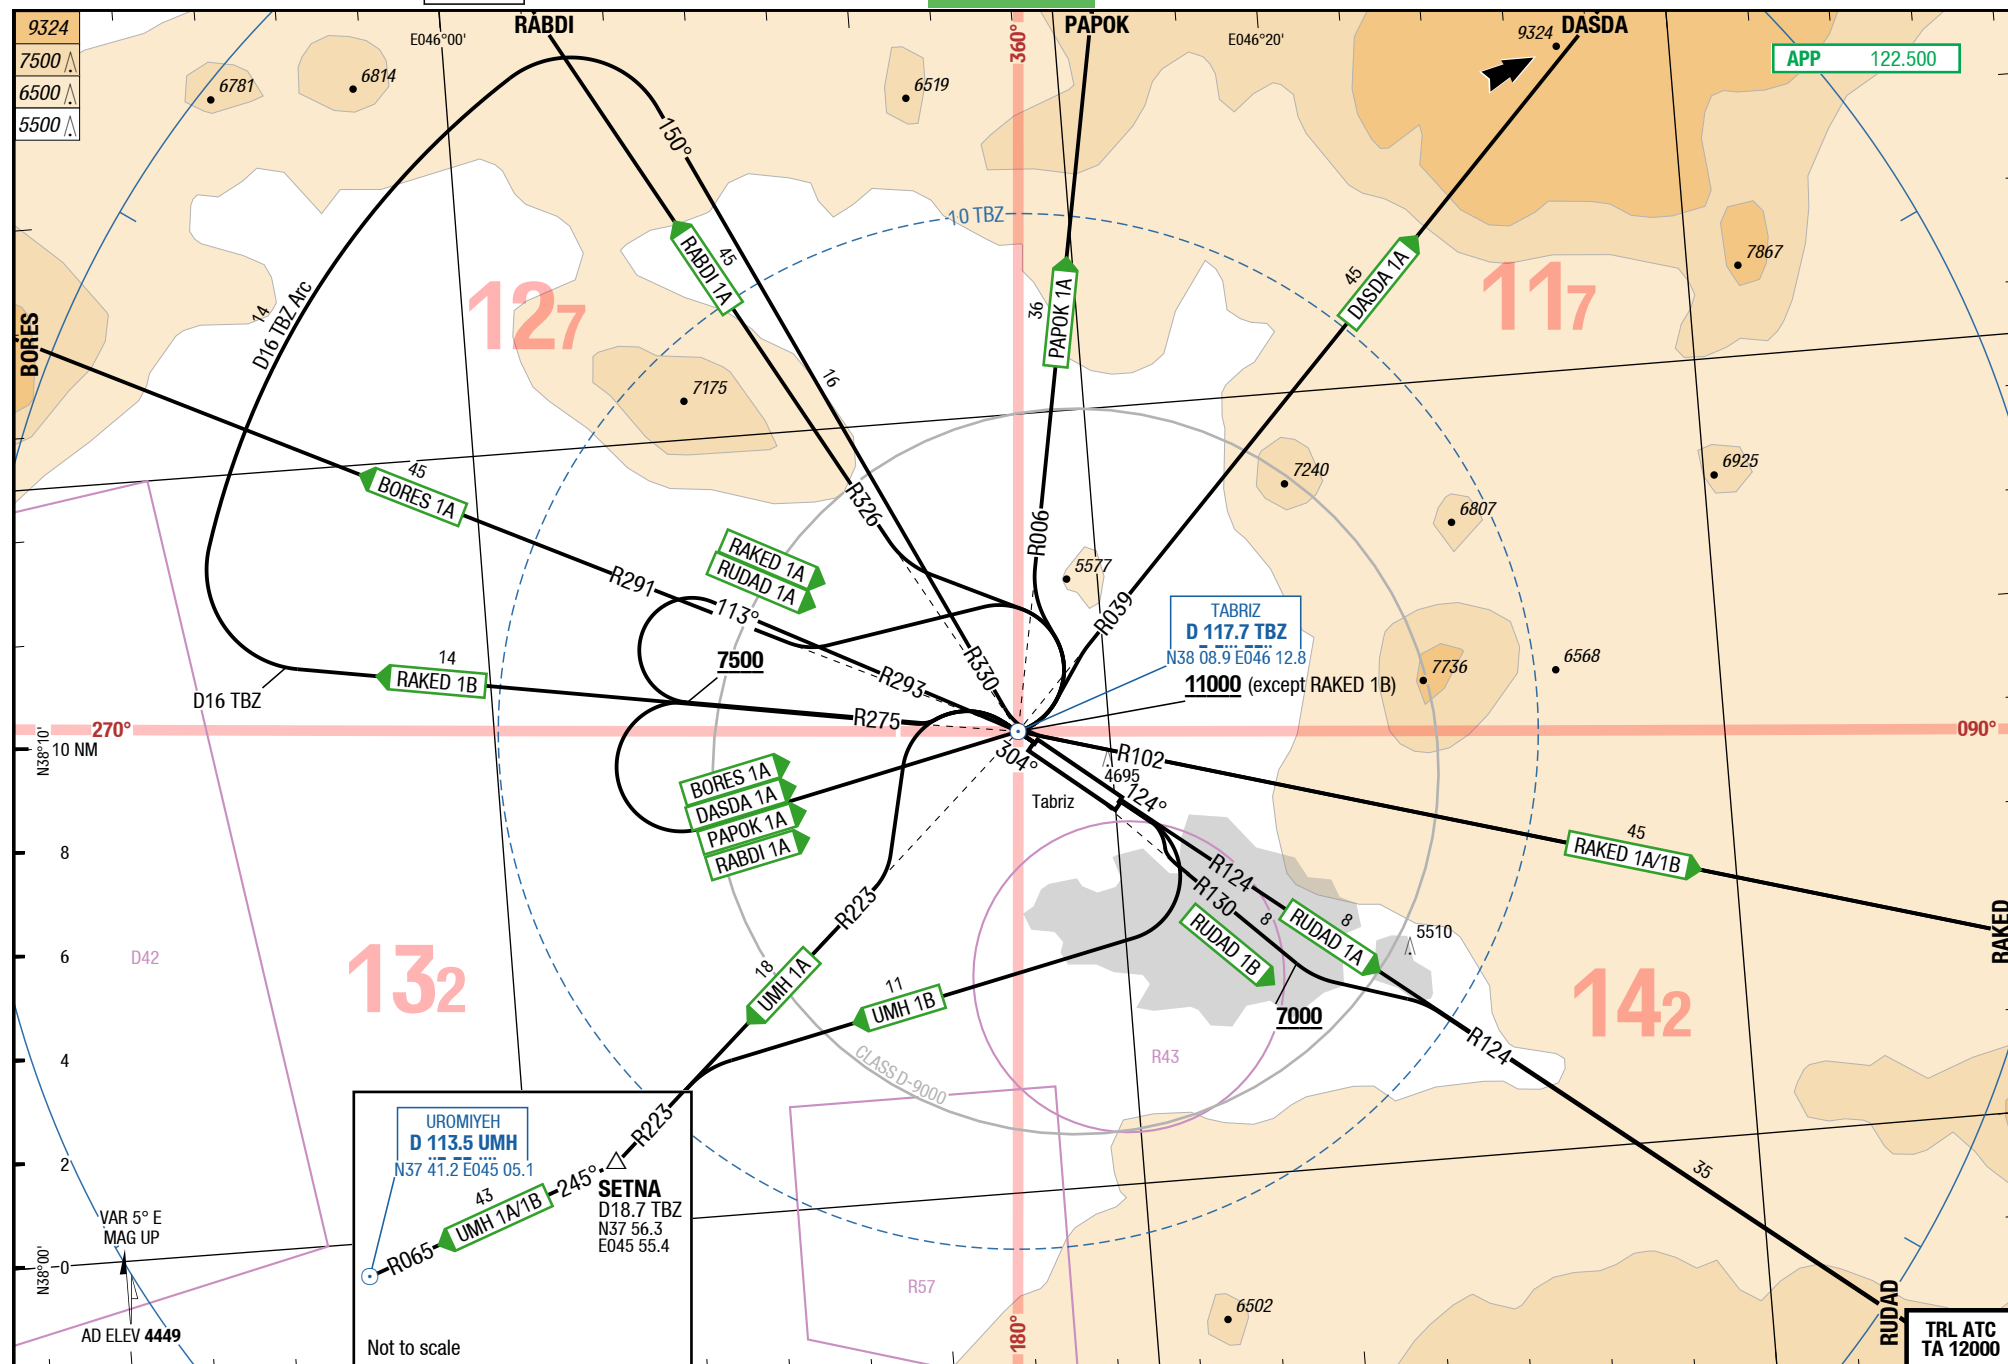 RABDI
PAPOK
DASDA
9324
7500
6500
5500
E046°00'
360°
E046°20'
9324
APP 122.500
6781
6814
6519
150°
10 TBZ
7867
45
RABDI 1A
36
PAPOK 1A
45
DASDA 1A
127
117
14
D16 TBZ Arc
BORES
16
7175
45
BORES 1A
R326
R006
7240
6925
6807
RAKED 1A
RUDAD 1A
R291
113°
5577
R039
TABRIZ
D 117.7 TBZ
N38 08.9 E046 12.8
11000 (except RAKED 1B)
7736
6568
7500
R293
R330
14
RAKED 1B
D16 TBZ
R275
270°
090°
N38°10'
10 NM
304°
R102
4695
124°
Tabriz
BORES 1A
DASDA 1A
PAPOK 1A
RABDI 1A
45
RAKED 1A/1B
8
R223
R124
R130
8
8
RUDAD 1A
RUDAD 1B
5510
RAKED
D42
6
132
18
UMH 1A
11
UMH 1B
7000
142
R124
4
CLASS D-9000
R43
R223
UROMIYEH
D 113.5 UMH
N37 41.2 E045 05.1
2
245°
SETNA
D18.7 TBZ
N37 56.3
E045 55.4
43
UMH 1A/1B
R065
35
VAR 5° E
MAG UP
N38°00'
0
R57
6502
180°
RUDAD
AD ELEV 4449
Not to scale
TRL ATC
TA 12000